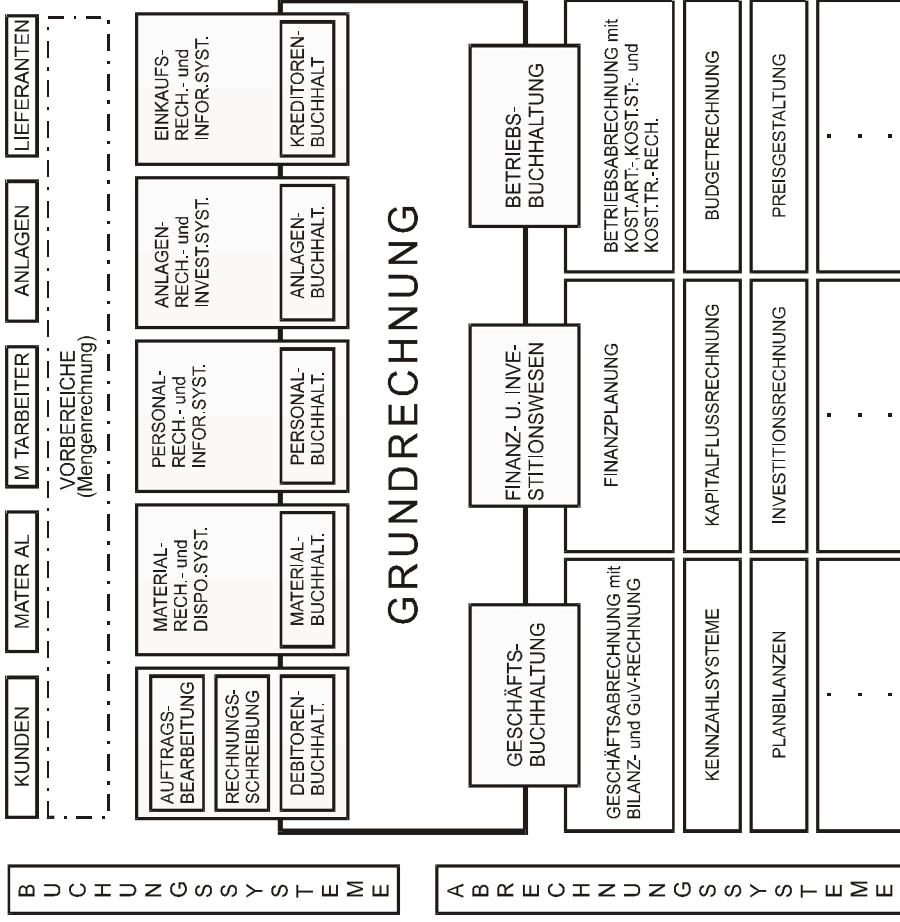 BUCHUNGSSYSTEME
KUNDEN
MATER AL
M TARBEITER
ANLAGEN
LIEFERANTEN
VORBEREICHE
(Mengenrechnung)
AUFTRAGS-
BEARBEITUNG
RECHNUNGS-
SCHREIBUNG
DEBITOREN-
BUCHHALT.
MATERIAL-
RECH.- und
DISPO.SYST.
MATERIAL-
BUCHHALT.
PERSONAL-
RECH.- und
INFOR.SYST.
PERSONAL-
BUCHHALT.
ANLAGEN-
RECH.- und
INVEST.SYST.
ANLAGEN-
BUCHHALT.
EINKAUFS-
RECH.- und
INFOR.SYST.
KREDITOREN-
BUCHHALT
GRUNDRECHNUNG
ABRECHNUNGSSYSTEME
GESCHÄFTS-
BUCHHALTUNG
GESCHÄFTSABRECHNUNG mit
BILANZ- und GuV-RECHNUNG
KENNZAHLSYSTEME
PLANBILANZEN
. . .
FINANZ- U. INVE-
STITIONSWESEN
FINANZPLANUNG
KAPITALFLUSSRECHNUNG
INVESTITIONSRECHNUNG
. . .
BETRIEBS-
BUCHHALTUNG
BETRIEBSABRECHNUNG mit
KOST.ART:-,KOST.ST:- und
KOST.TR.-RECH.
BUDGETRECHNUNG
PREISGESTALTUNG
. . .